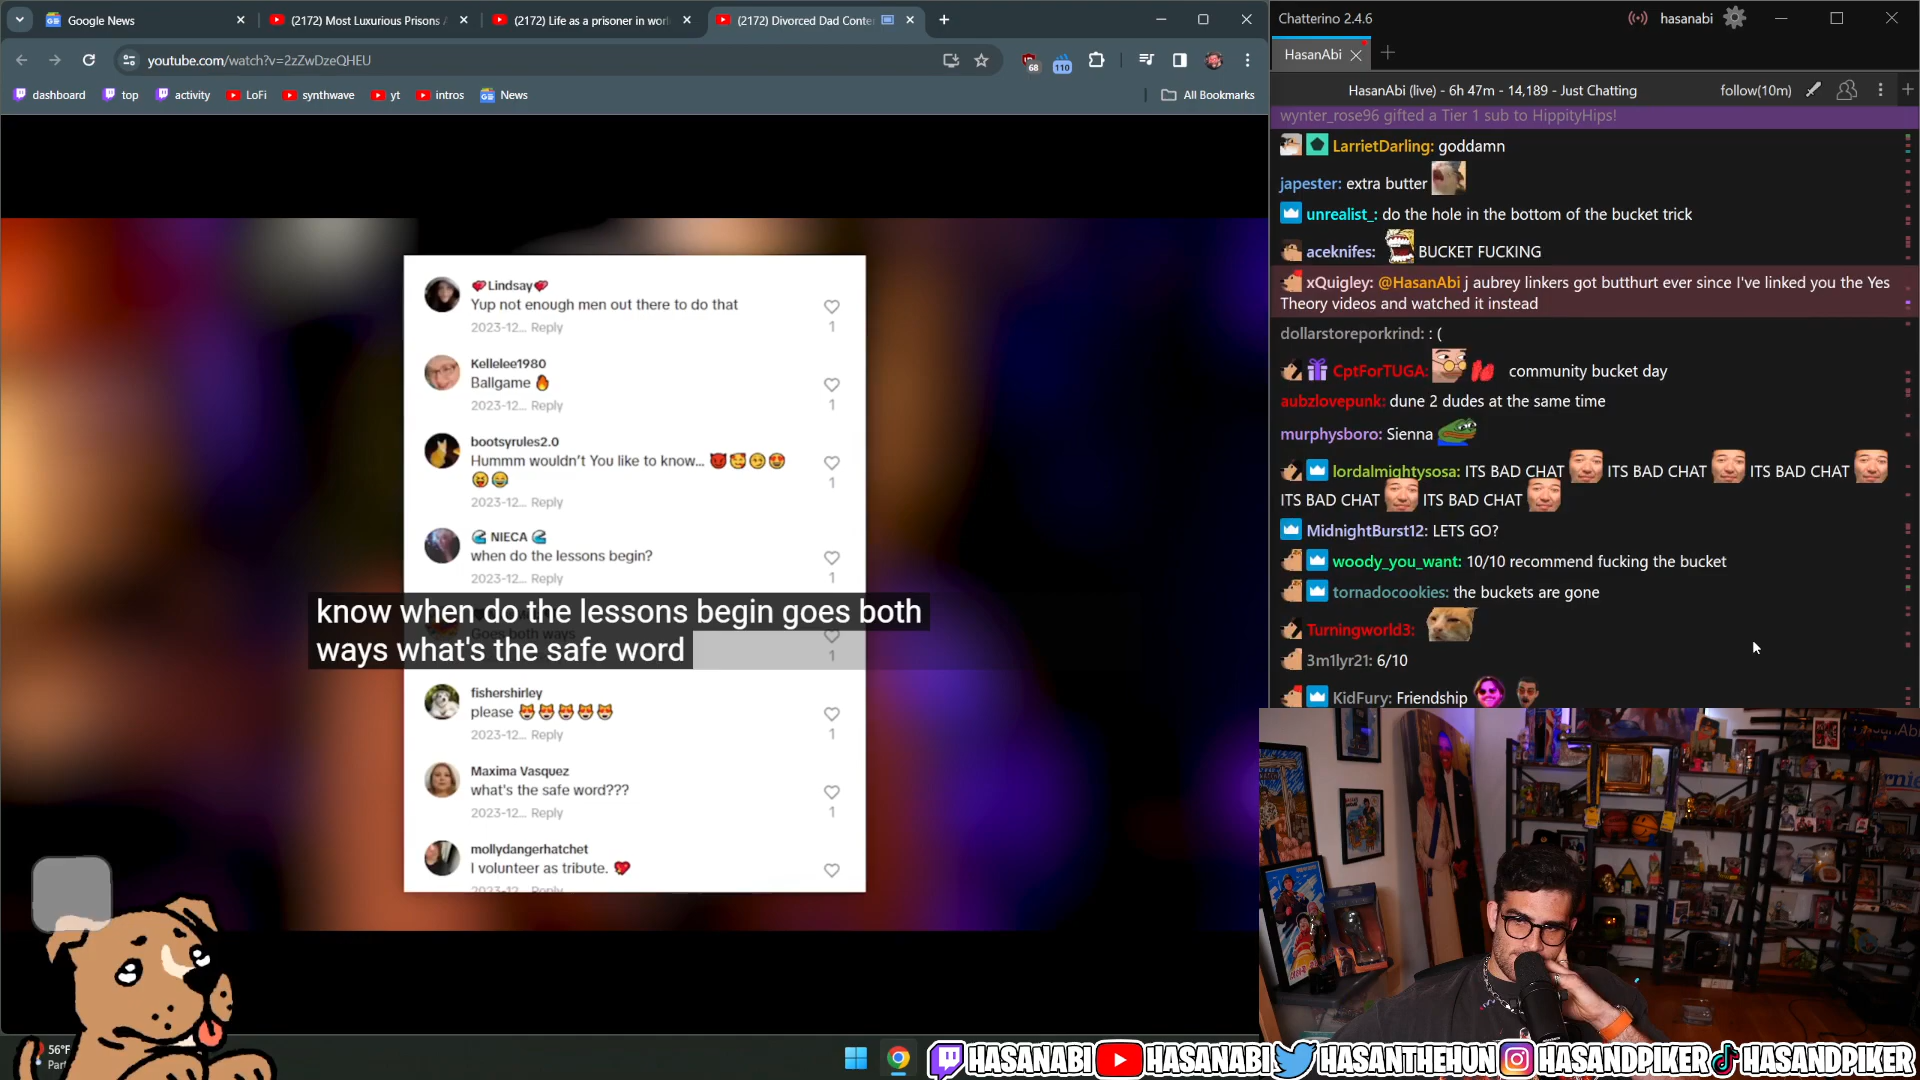 Google News
(2172) Most Luxurious Prisons
(2172) Life as a prisoner in wor
(2172) Divorced Dad Conte
youtube.com/watch?v=2zZwDzeQHEU
68
110
dashboard
top
activity
LoFi
synthwave
yt
intros
News
All Bookmarks
Lindsay
Yup not enough men out there to do that
2023-12... Reply
1
Kellelee1980
Ballgame 🔥
2023-12... Reply
1
bootsyrules2.0
Hummm wouldn't You like to know...
2023-12... Reply
1
🌊 NIECA 🌊
when do the lessons begin?
2023-12... Reply
1
know when do the lessons begin goes both
Goes both ways
ways what's the safe word
1
fishershirley
please 😻😻😻😻😻
2023-12... Reply
1
Maxima Vasquez
what's the safe word???
2023-12... Reply
1
mollydangerhatchet
I volunteer as tribute.
2023-12 Reply
56°F
Chatterino 2.4.6
hasanabi
HasanAbi
HasanAbi (live) - 6h 47m - 14,189 - Just Chatting
follow(10m)
wynter_rose96 gifted a Tier 1 sub to HippityHips!
LarrietDarling: goddamn
japester: extra butter
unrealist_: do the hole in the bottom of the bucket trick
aceknifes: BUCKET FUCKING
xQuigley: @HasanAbi j aubrey linkers got butthurt ever since I've linked you the Yes
Theory videos and watched it instead
dollarstoreporkrind: : (
CptForTUGA: community bucket day
aubzlovepunk: dune 2 dudes at the same time
murphysboro: Sienna
lordalmightysosa: ITS BAD CHAT ITS BAD CHAT ITS BAD CHAT
ITS BAD CHAT ITS BAD CHAT
MidnightBurst12: LETS GO?
woody_you_want: 10/10 recommend fucking the bucket
tornadocookies: the buckets are gone
Turningworld3:
3m1lyr21: 6/10
KidFury: Friendship
HASANABI HASANABI HASANTHEHUN HASANDPIKER HASANDPIKER